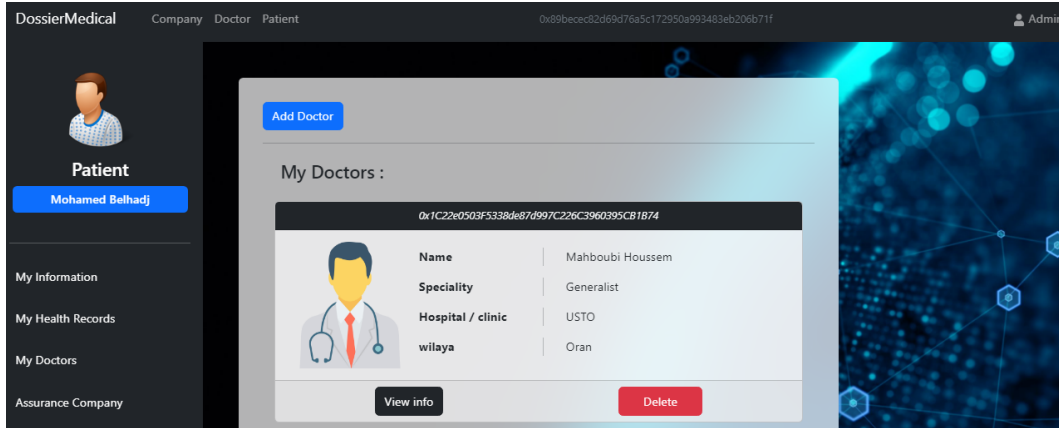 DossierMedical Company Doctor Patient 0x89becec82d69d76a5c172950a993483eb206b71f Admin
Patient
Mohamed Belhadj
My Information
My Health Records
My Doctors
Assurance Company
Add Doctor
My Doctors :
0x1C22e0503F5338de87d997C226C3960395CB1B74
Name Mahboubi Houssem
Speciality Generalist
Hospital / clinic USTO
wilaya Oran
View info Delete